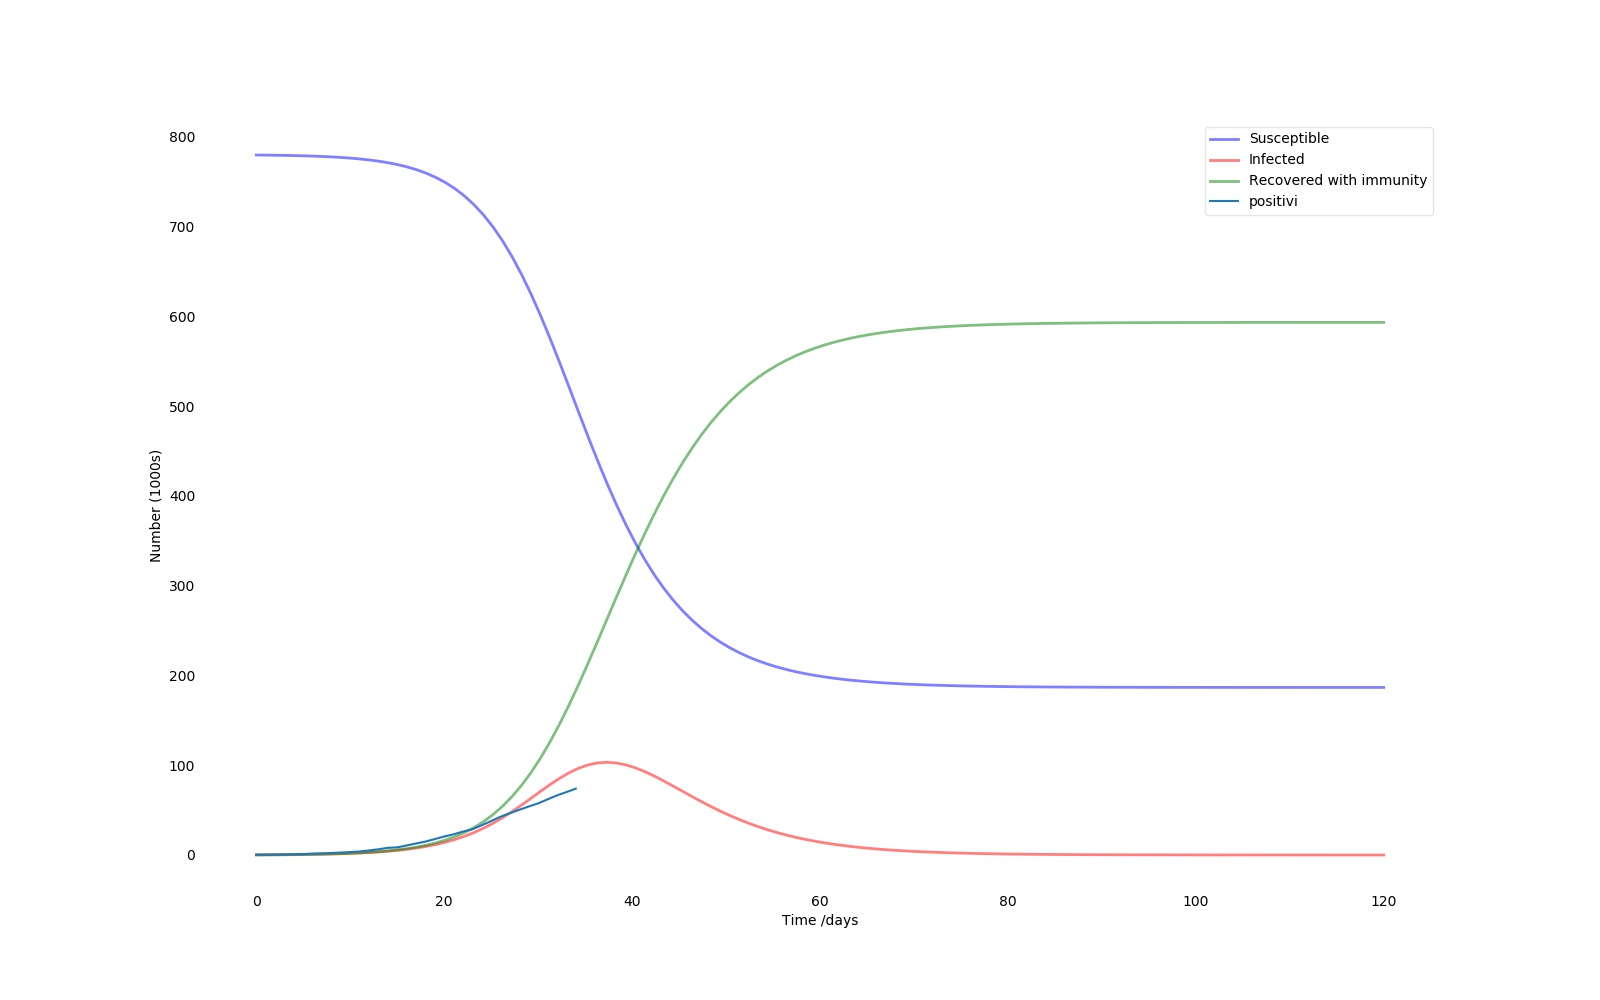 Susceptible
Infected
Recovered with immunity
positivi
800
700
600
500
400
300
200
100
0
Number (1000s)
0 20 40 60 80 100 120
Time /days